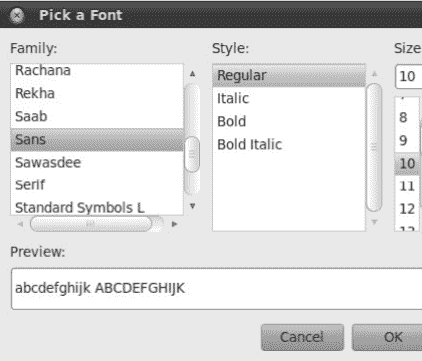 Pick a Font
Family:
Rachana
Rekha
Saab
Sans
Sawasdee
Serif
Standard Symbols L
Style:
Regular
Italic
Bold
Bold Italic
Size
10
8
9
10
11
12
Preview:
abcdefghijk ABCDEFGHIJK
Cancel
OK